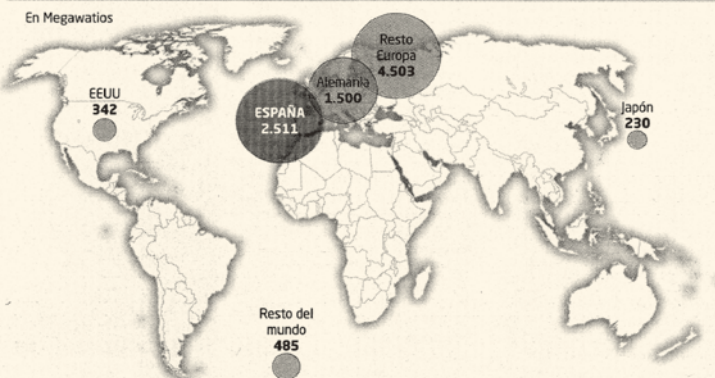 En Megawatios
Resto
Europa
4.503
Alemania
1.500
EEUU
342
ESPAÑA
2.511
Japón
230
Resto del
mundo
485